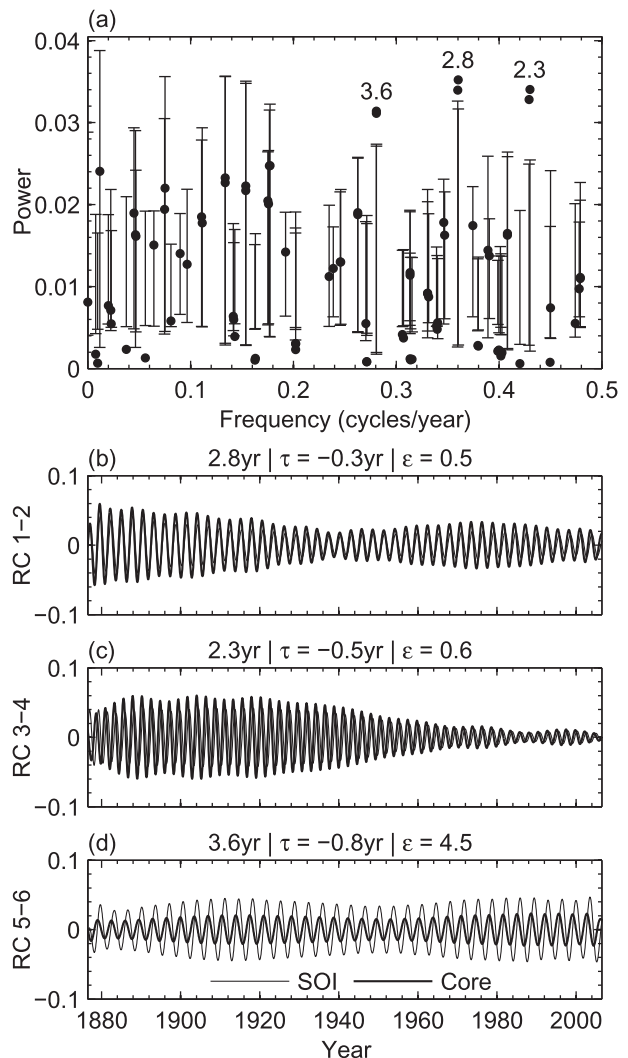 (a)
0.04
0.03
0.02
0.01
0
Power
3.6
2.8
2.3
0 0.1 0.2 0.3 0.4 0.5
Frequency (cycles/year)
(b) 2.8yr | τ = −0.3yr | ε = 0.5
0.1
0
−0.1
RC 1−2
(c) 2.3yr | τ = −0.5yr | ε = 0.6
0.1
0
−0.1
RC 3−4
(d) 3.6yr | τ = −0.8yr | ε = 4.5
0.1
0
−0.1
RC 5−6
SOI Core
1880 1900 1920 1940 1960 1980 2000
Year